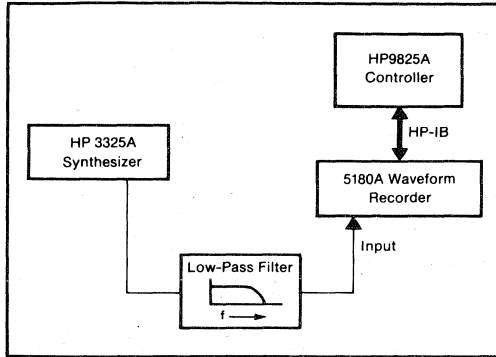 HP9825A
Controller
HP-IB
HP 3325A
Synthesizer
5180A Waveform
Recorder
Input
Low-Pass Filter
f